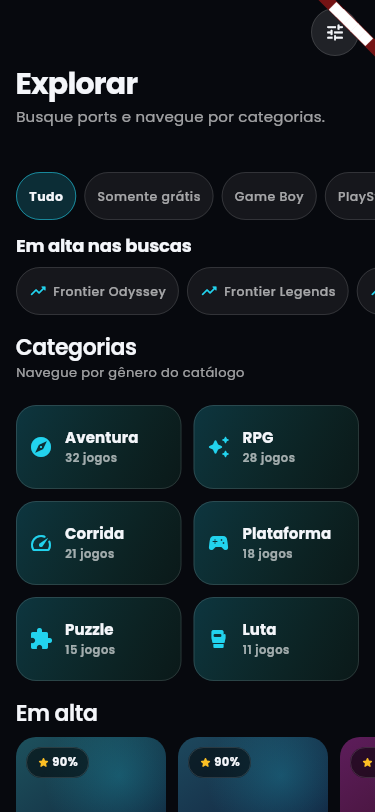 Explorar
Busque ports e navegue por categorias.
Tudo
Somente grátis
Game Boy
PlayS
Em alta nas buscas
Frontier Odyssey
Frontier Legends
Categorias
Navegue por gênero do catálogo
Aventura
32 jogos
RPG
28 jogos
Corrida
21 jogos
Plataforma
18 jogos
Puzzle
15 jogos
Luta
11 jogos
Em alta
90%
90%